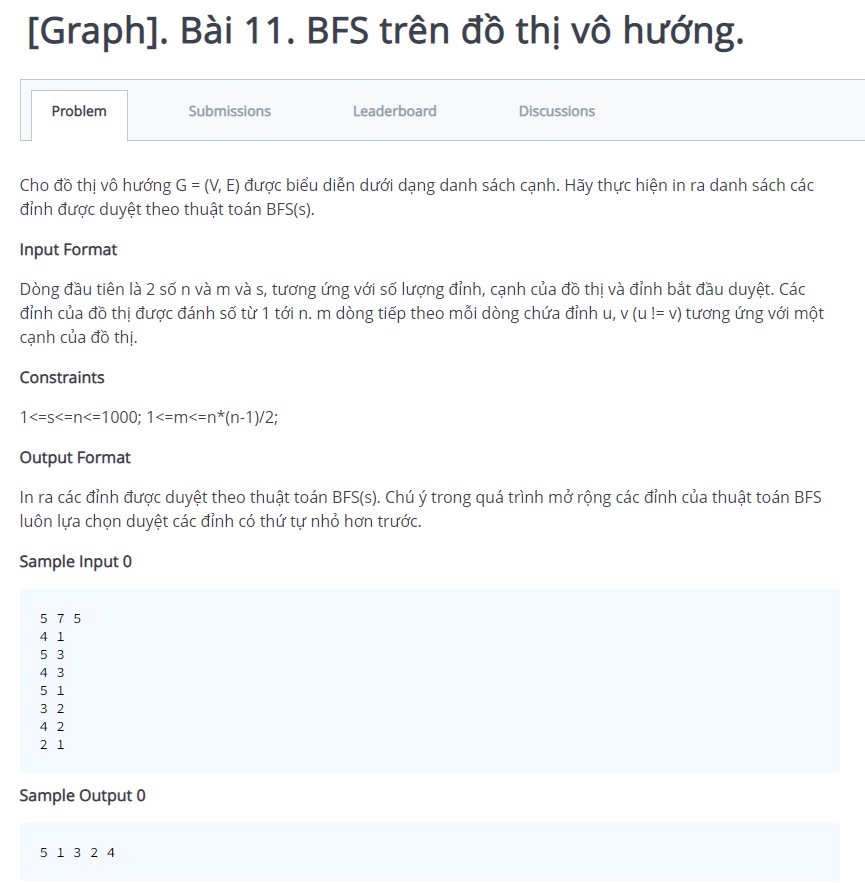 [Graph]. Bài 11. BFS trên đồ thị vô hướng.
Problem Submissions Leaderboard Discussions
Cho đồ thị vô hướng G = (V, E) được biểu diễn dưới dạng danh sách cạnh. Hãy thực hiện in ra danh sách các
đỉnh được duyệt theo thuật toán BFS(s).
Input Format
Dòng đầu tiên là 2 số n và m và s, tương ứng với số lượng đỉnh, cạnh của đồ thị và đỉnh bắt đầu duyệt. Các
đỉnh của đồ thị được đánh số từ 1 tới n. m dòng tiếp theo mỗi dòng chứa đỉnh u, v (u != v) tương ứng với một
cạnh của đồ thị.
Constraints
1<=s<=n<=1000; 1<=m<=n*(n-1)/2;
Output Format
In ra các đỉnh được duyệt theo thuật toán BFS(s). Chú ý trong quá trình mở rộng các đỉnh của thuật toán BFS
luôn lựa chọn duyệt các đỉnh có thứ tự nhỏ hơn trước.
Sample Input 0
5 7 5
4 1
5 3
4 3
5 1
3 2
4 2
2 1
Sample Output 0
5 1 3 2 4